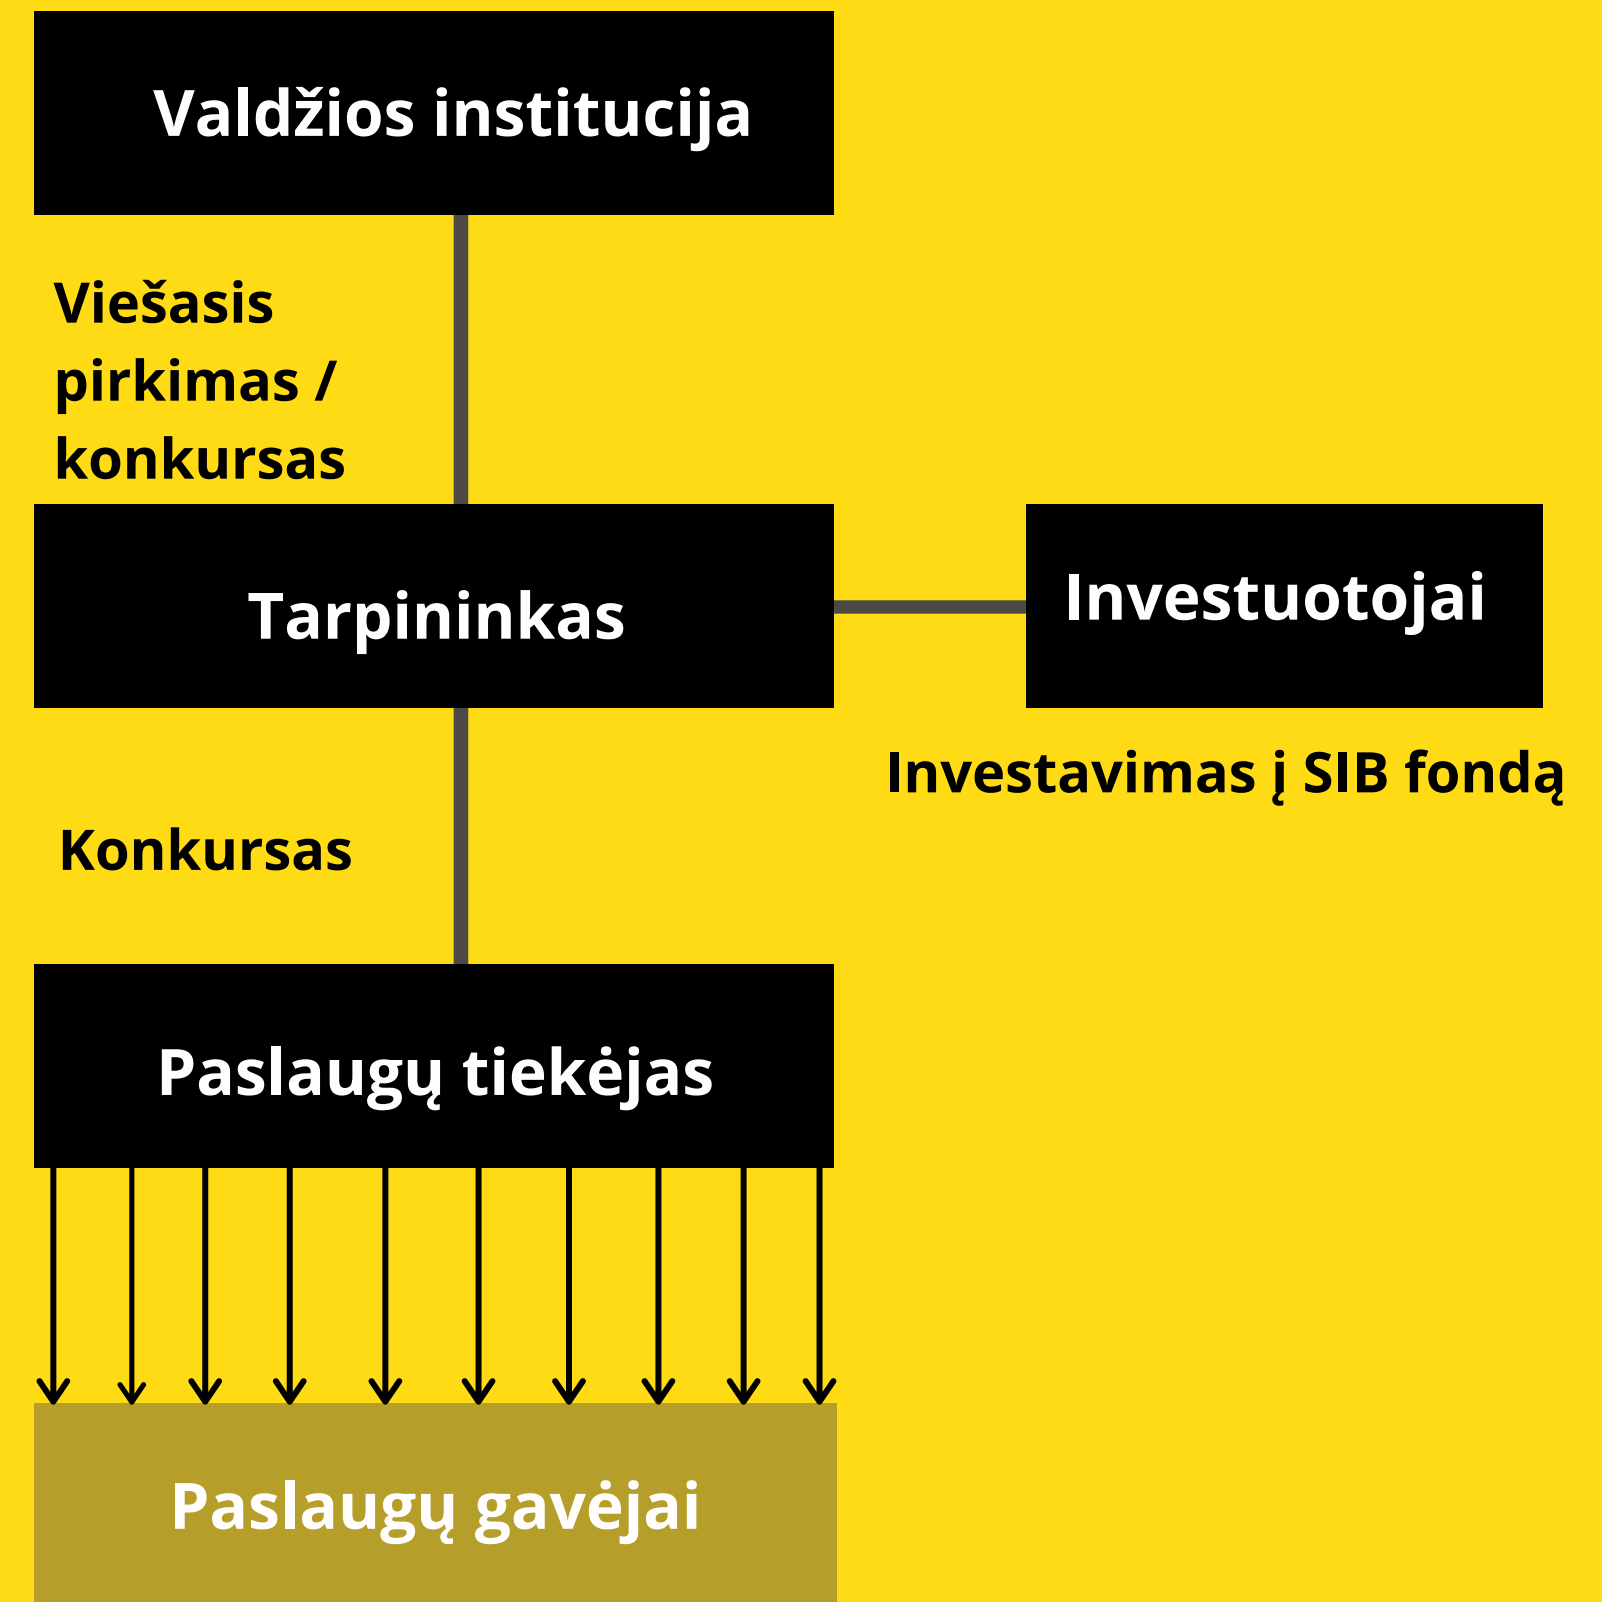 Valdžios institucija
Viešasis
pirkimas /
konkursas
Tarpininkas
Investuotojai
Investavimas į SIB fondą
Konkursas
Paslaugų tiekėjas
Paslaugų gavėjai